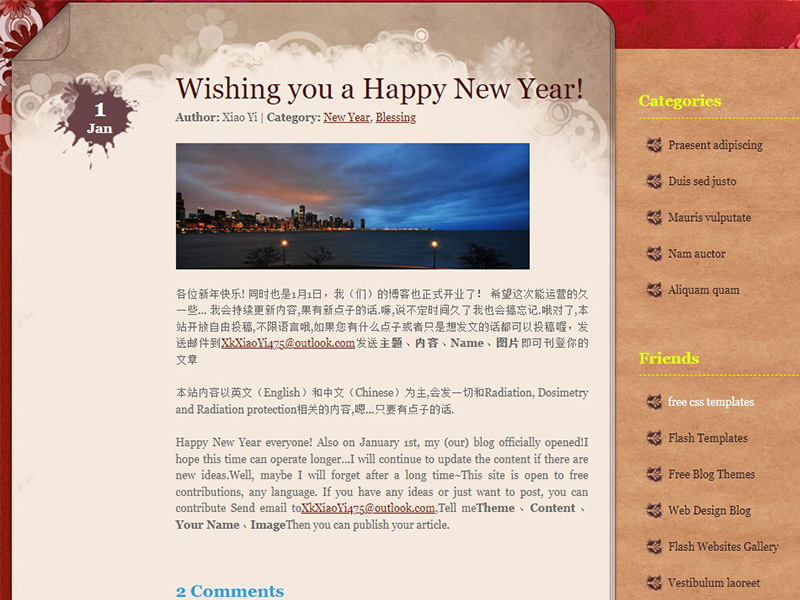 1
Jan
Wishing you a Happy New Year!
Author: Xiao Yi | Category: New Year, Blessing
各位新年快乐! 同时也是1月1日，我（们）的博客也正式开业了！ 希望这次能运营的久
一些... 我会持续更新内容,果有新点子的话.嘛,说不定时间久了我也会搵忘记.哦对了,本
站开放自由投稿,不限语言哦,如果您有什么点子或者只是想发文的话都可以投稿喔，发
送邮件到XkXiaoYi475@outlook.com发送主题、内容、Name、图片即可刊登你的
文章
本站内容以英文（English）和中文（Chinese）为主,会发一切和Radiation, Dosimetry
and Radiation protection相关的内容,嗯...只要有点子的话.
Happy New Year everyone! Also on January 1st, my (our) blog officially opened!I
hope this time can operate longer...I will continue to update the content if there are
new ideas.Well, maybe I will forget after a long time~This site is open to free
contributions, any language. If you have any ideas or just want to post, you can
contribute Send email toXkXiaoYi475@outlook.com,Tell meTheme、Content、
Your Name、ImageThen you can publish your article.
2 Comments
Categories
Praesent adipiscing
Duis sed justo
Mauris vulputate
Nam auctor
Aliquam quam
Friends
free css templates
Flash Templates
Free Blog Themes
Web Design Blog
Flash Websites Gallery
Vestibulum laoreet